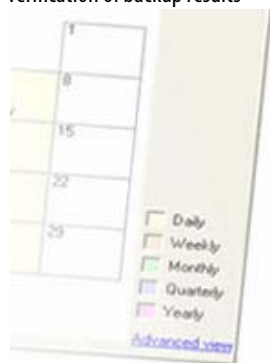 Verification of backup results
1
8
15
22
29
Daily
Weekly
Monthly
Quarterly
Yearly
Advanced view